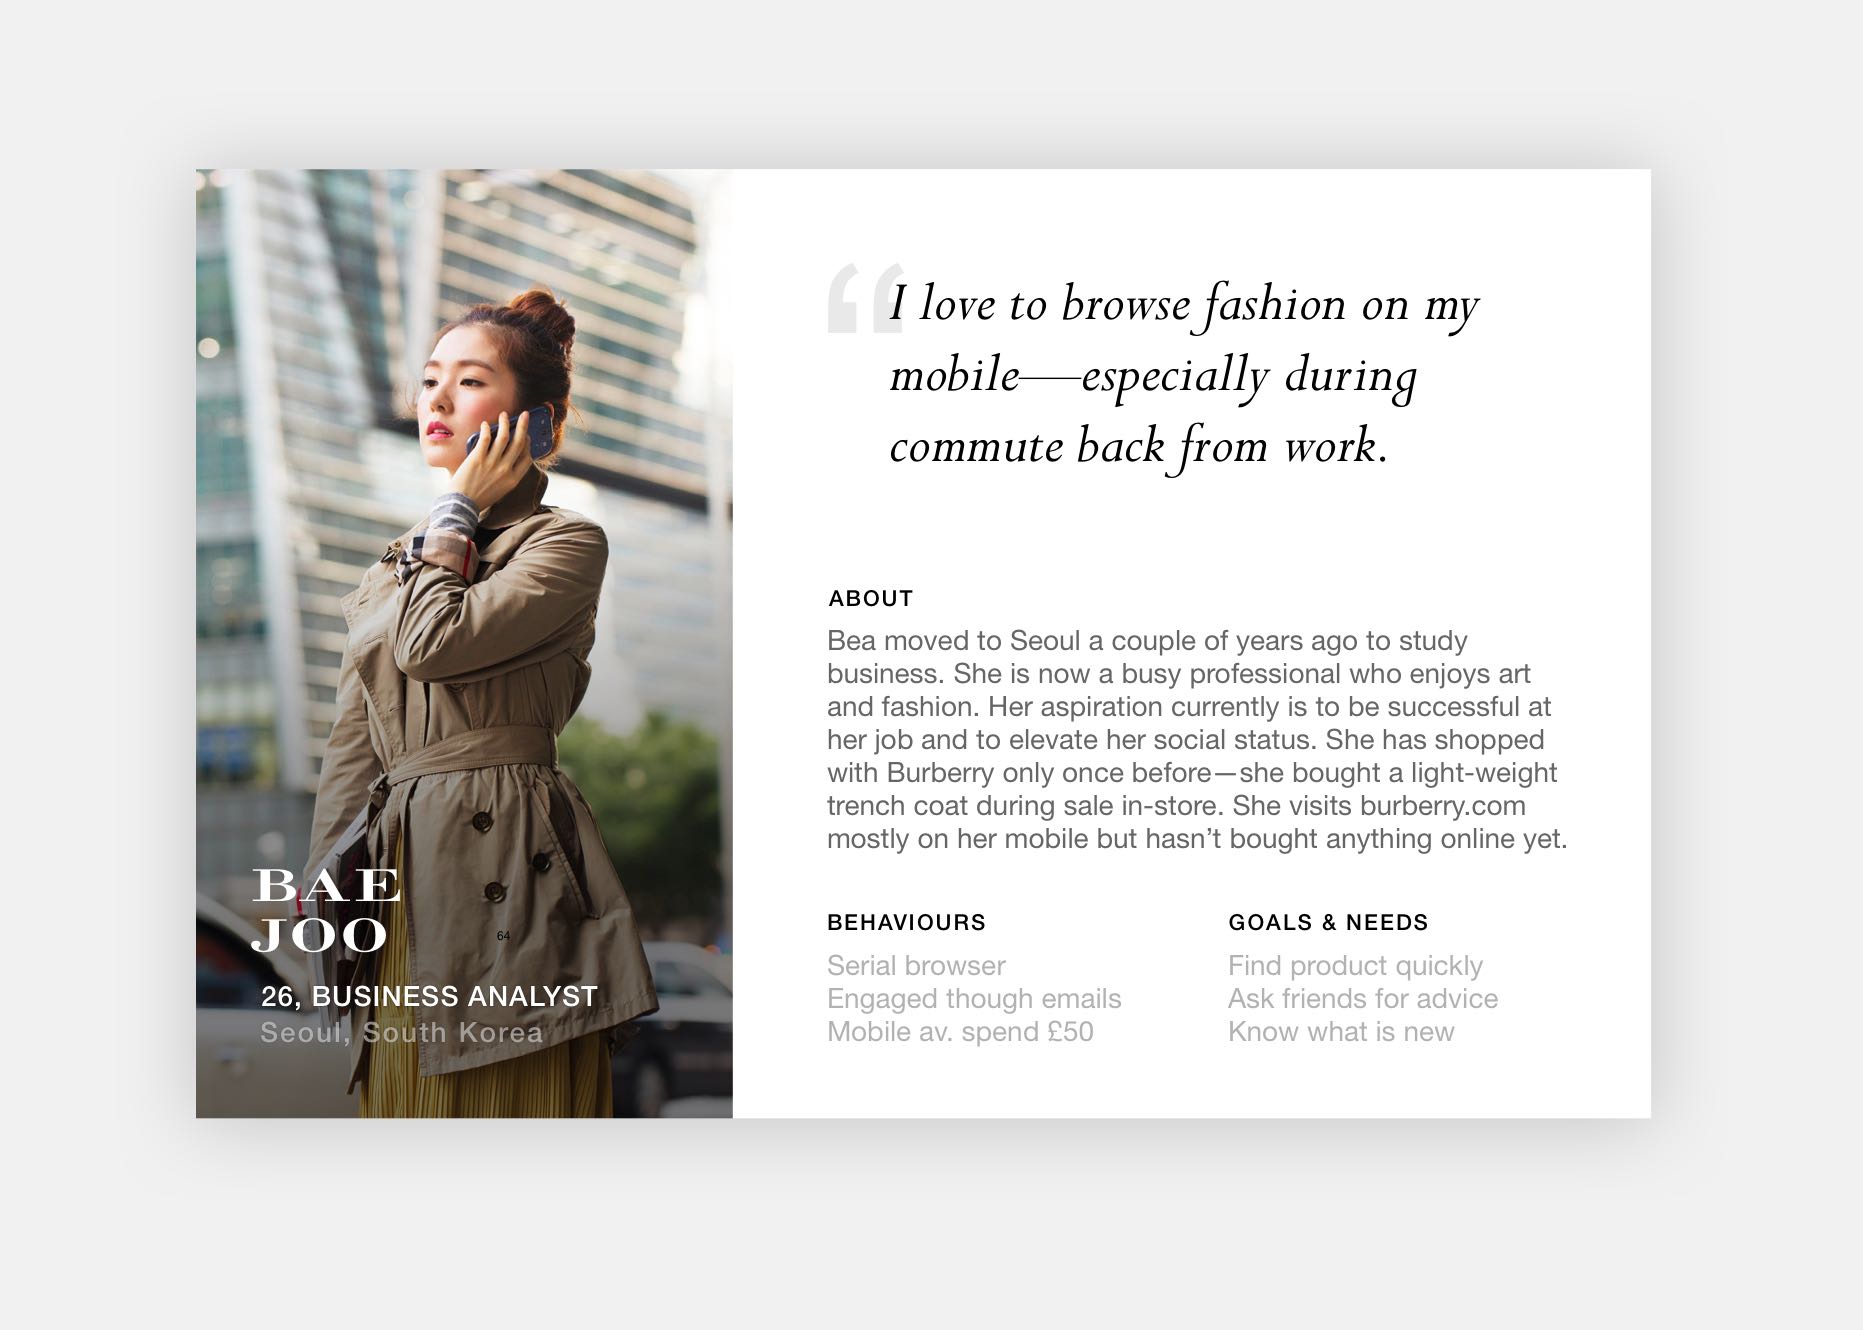 BAE
JOO
64
26, BUSINESS ANALYST
Seoul, South Korea
“I love to browse fashion on my
mobile—especially during
commute back from work.
ABOUT
Bea moved to Seoul a couple of years ago to study
business. She is now a busy professional who enjoys art
and fashion. Her aspiration currently is to be successful at
her job and to elevate her social status. She has shopped
with Burberry only once before—she bought a light-weight
trench coat during sale in-store. She visits burberry.com
mostly on her mobile but hasn’t bought anything online yet.
BEHAVIOURS
Serial browser
Engaged though emails
Mobile av. spend £50
GOALS & NEEDS
Find product quickly
Ask friends for advice
Know what is new